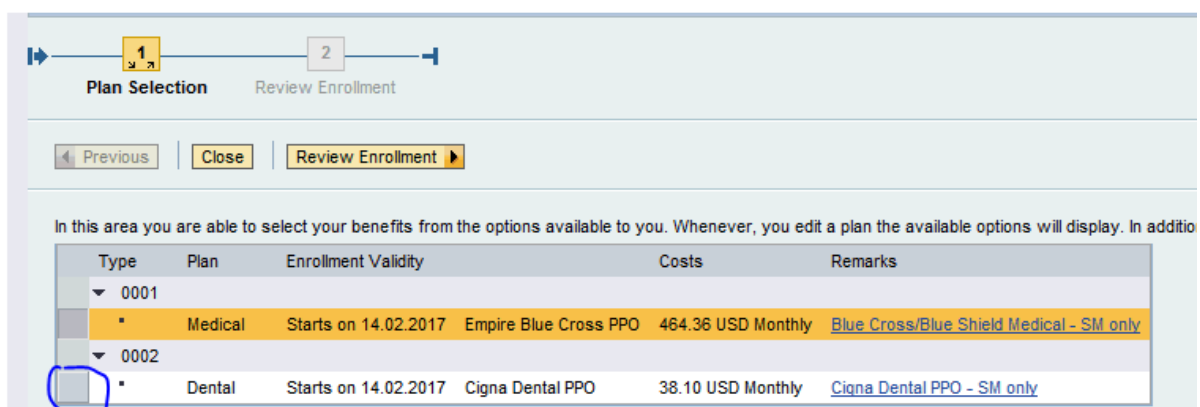 1 2
Plan Selection Review Enrollment
Previous Close Review Enrollment
In this area you are able to select your benefits from the options available to you. Whenever, you edit a plan the available options will display. In additio
Type Plan Enrollment Validity Costs Remarks
0001
Medical Starts on 14.02.2017 Empire Blue Cross PPO 464.36 USD Monthly Blue Cross/Blue Shield Medical - SM only
0002
Dental Starts on 14.02.2017 Cigna Dental PPO 38.10 USD Monthly Cigna Dental PPO - SM only